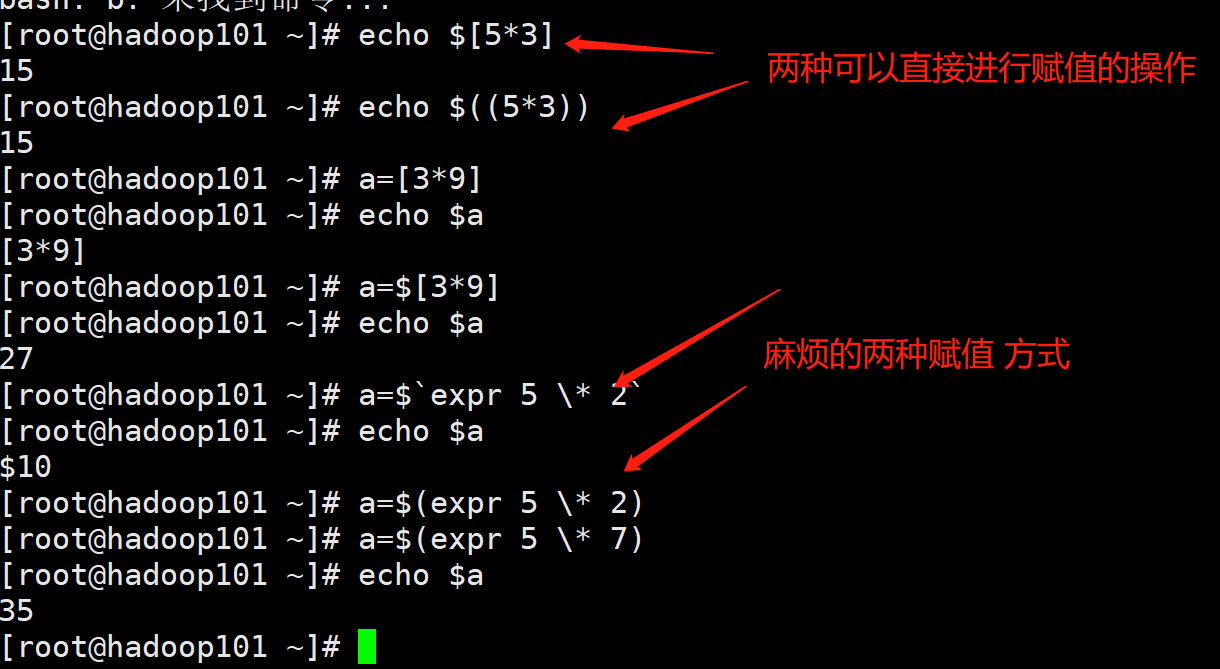 bash: b: 未找到命令...
[root@hadoop101 ~]# echo $[5*3]
两种可以直接进行赋值的操作
15
[root@hadoop101 ~]# echo $((5*3))
15
[root@hadoop101 ~]# a=[3*9]
[root@hadoop101 ~]# echo $a
[3*9]
[root@hadoop101 ~]# a=$[3*9]
[root@hadoop101 ~]# echo $a
27
麻烦的两种赋值 方式
[root@hadoop101 ~]# a=$`expr 5 \* 2`
[root@hadoop101 ~]# echo $a
$10
[root@hadoop101 ~]# a=$(expr 5 \* 2)
[root@hadoop101 ~]# a=$(expr 5 \* 7)
[root@hadoop101 ~]# echo $a
35
[root@hadoop101 ~]#